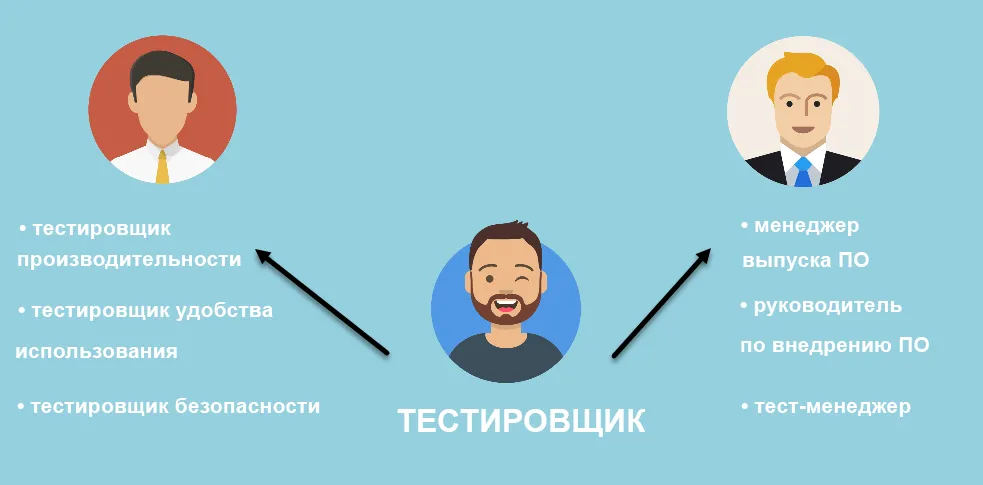 • тестировщик
производительности
• тестировщик удобства
использования
• тестировщик безопасности
ТЕСТИРОВЩИК
• менеджер
выпуска ПО
• руководитель
по внедрению ПО
• тест-менеджер